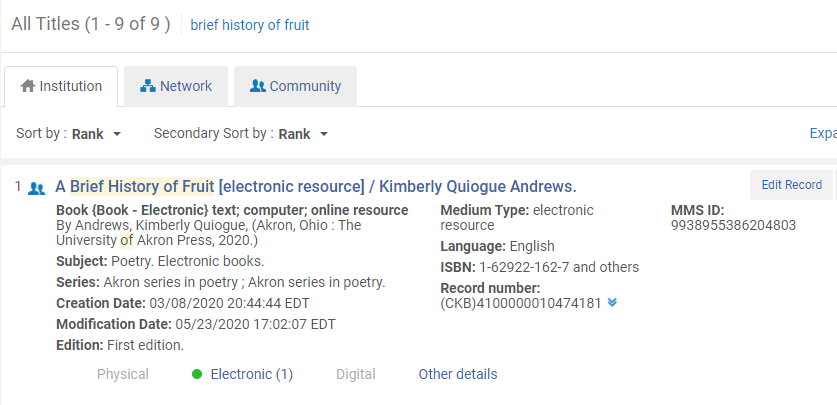 All Titles (1 - 9 of 9 ) brief history of fruit
Institution Network Community
Sort by : Rank Secondary Sort by : Rank Expa
1 A Brief History of Fruit [electronic resource] / Kimberly Quiogue Andrews. Edit Record
Book {Book - Electronic} text; computer; online resource
By Andrews, Kimberly Quiogue, (Akron, Ohio : The
University of Akron Press, 2020.)
Subject: Poetry. Electronic books.
Series: Akron series in poetry ; Akron series in poetry.
Creation Date: 03/08/2020 20:44:44 EDT
Modification Date: 05/23/2020 17:02:07 EDT
Edition: First edition.
Medium Type: electronic
resource
Language: English
ISBN: 1-62922-162-7 and others
Record number:
(CKB)4100000010474181
MMS ID:
9938955386204803
Physical Electronic (1) Digital Other details